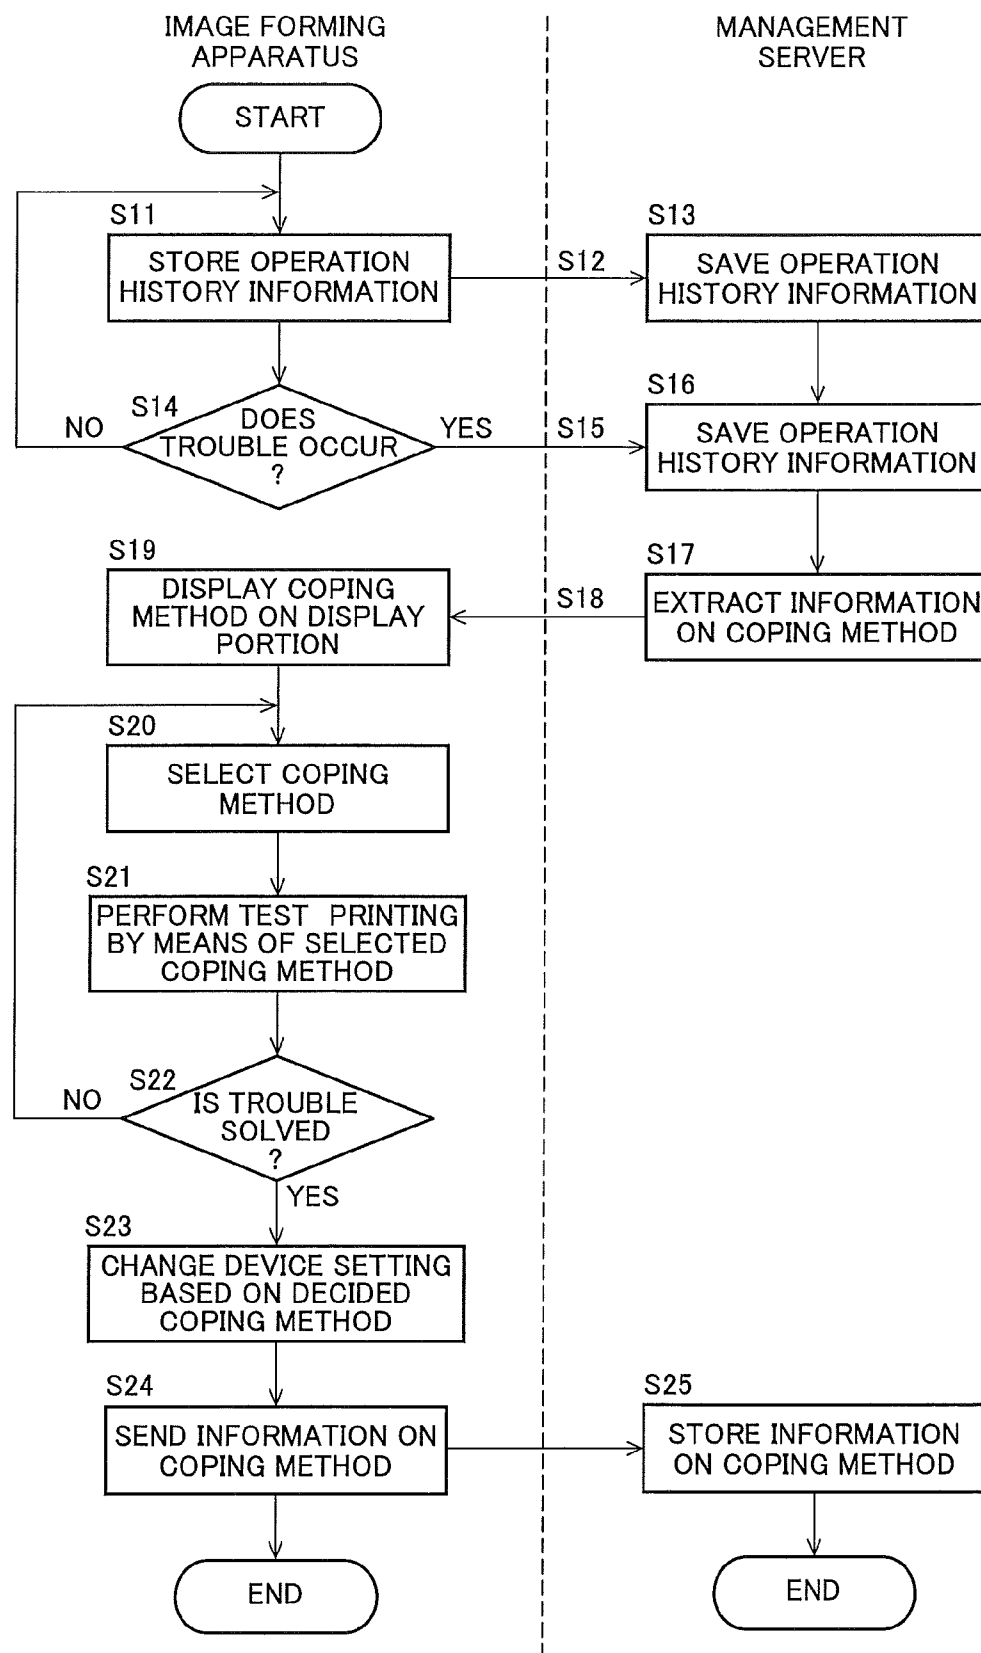 IMAGE FORMING
APPARATUS
MANAGEMENT
SERVER
START
S11
STORE OPERATION
HISTORY INFORMATION
S12
S13
SAVE OPERATION
HISTORY INFORMATION
S14
DOES
TROUBLE OCCUR
?
NO
YES
S15
S16
SAVE OPERATION
HISTORY INFORMATION
S17
EXTRACT INFORMATION
ON COPING METHOD
S18
S19
DISPLAY COPING
METHOD ON DISPLAY
PORTION
S20
SELECT COPING
METHOD
S21
PERFORM TEST PRINTING
BY MEANS OF SELECTED
COPING METHOD
S22
IS TROUBLE
SOLVED
?
NO
YES
S23
CHANGE DEVICE SETTING
BASED ON DECIDED
COPING METHOD
S24
SEND INFORMATION ON
COPING METHOD
S25
STORE INFORMATION
ON COPING METHOD
END
END